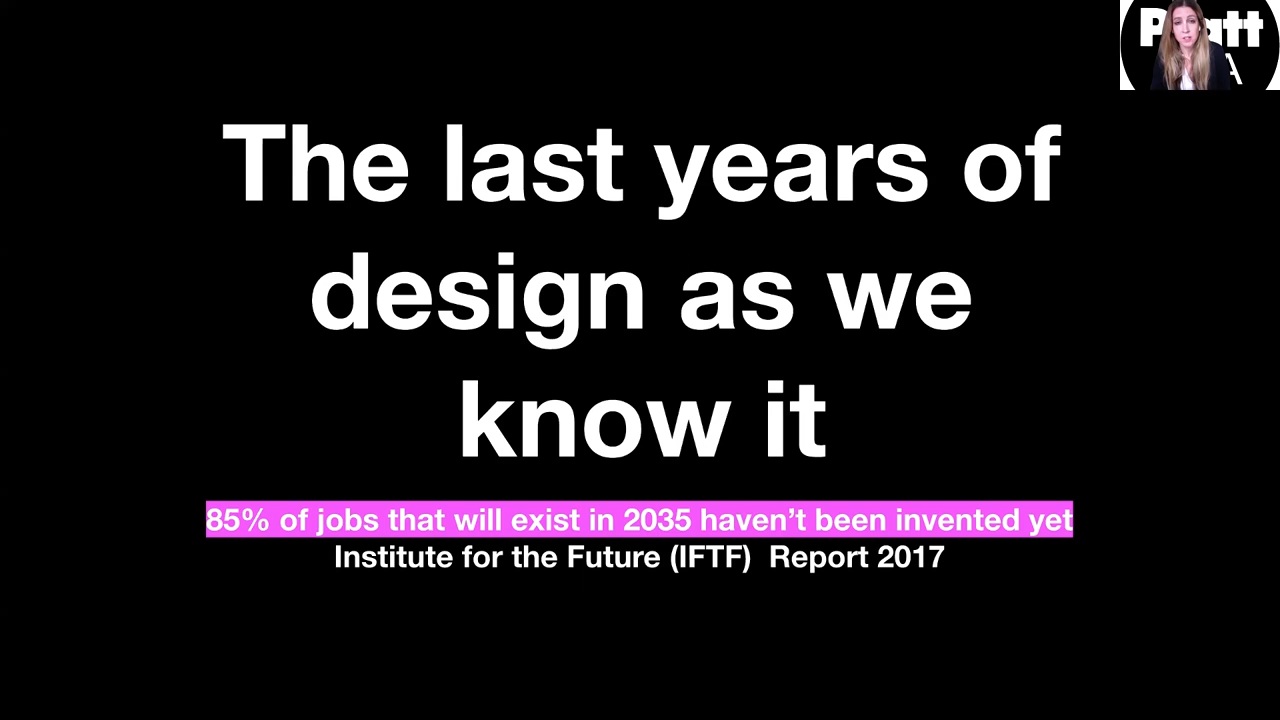 The last years of
design as we
know it
85% of jobs that will exist in 2035 haven’t been invented yet
Institute for the Future (IFTF)  Report 2017